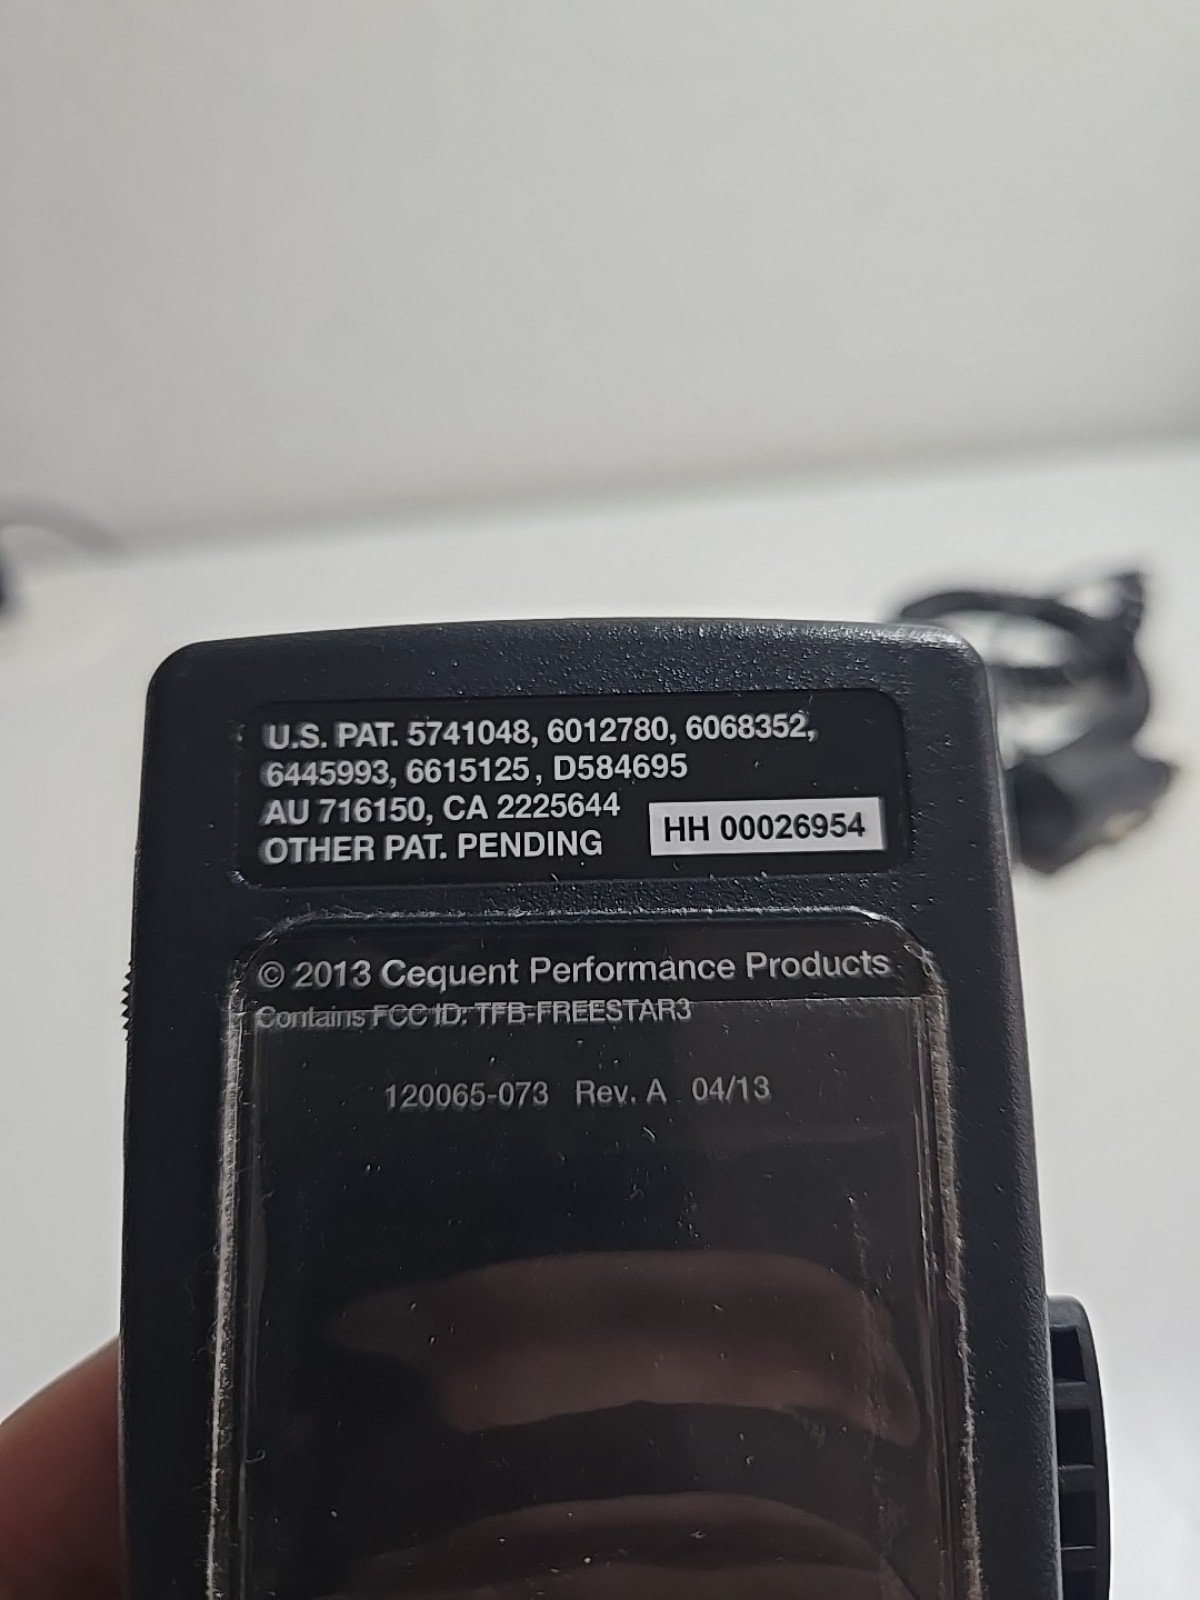 U.S. PAT. 5741048, 6012780, 6068352,
6445993, 6615125, D584695
AU 716150, CA 2225644
OTHER PAT. PENDING
HH 00026954
© 2013 Cequent Performance Products
Contains FCC ID: TFB-FREESTAR3
120065-073 Rev. A 04/13